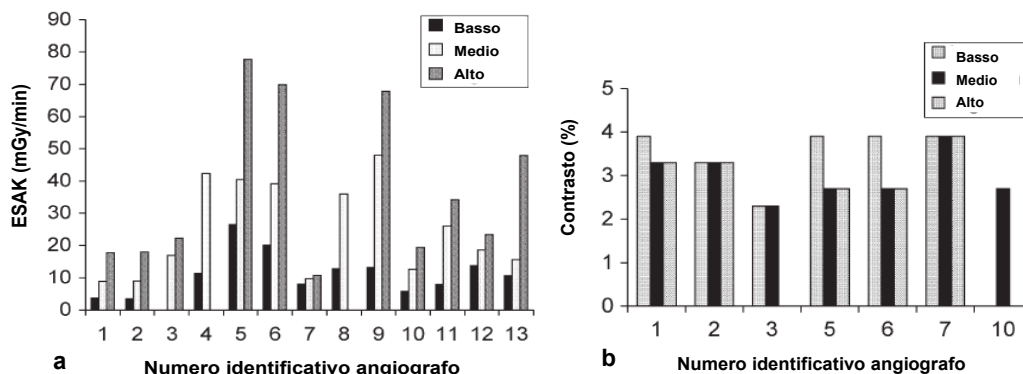 90
80
70
60
50
40
30
20
10
0
ESAK (mGy/min)
Basso
Medio
Alto
1 2 3 4 5 6 7 8 9 10 11 12 13
a
Numero identificativo angiografo
5
4
3
2
1
0
Contrasto (%)
Basso
Medio
Alto
1 2 3 5 6 7 10
b
Numero identificativo angiografo